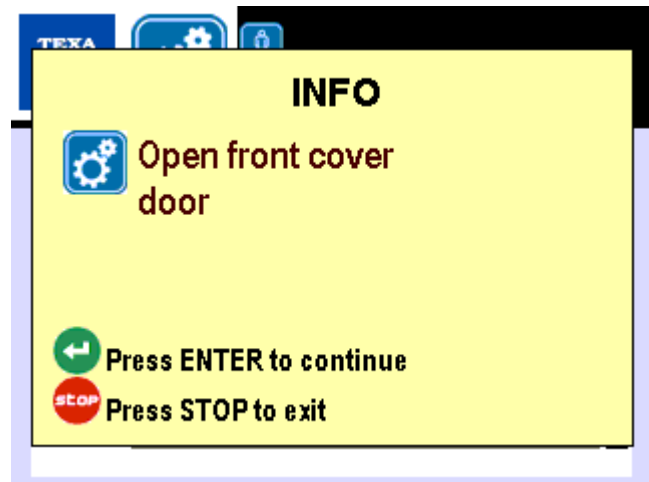 TEXA
INFO
Open front cover
door
Press ENTER to continue
stop
Press STOP to exit